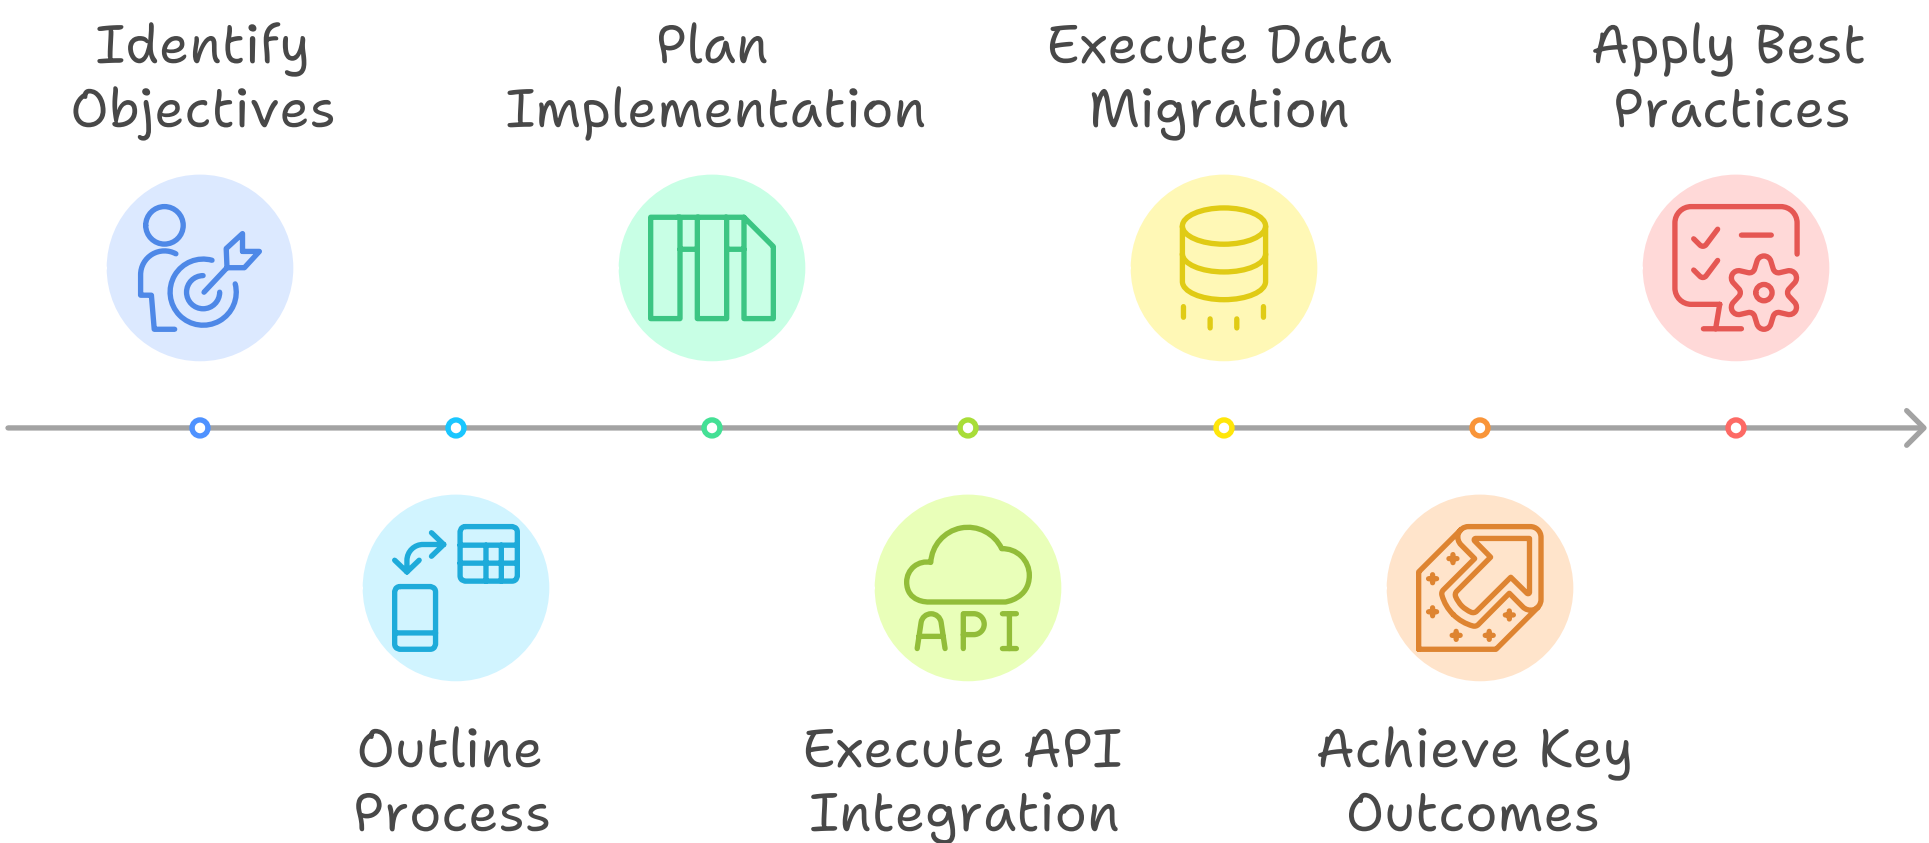 Identify
Objectives
Plan
Implementation
Execute Data
Migration
Apply Best
Practices
API
Outline
Process
Execute API
Integration
Achieve Key
Outcomes